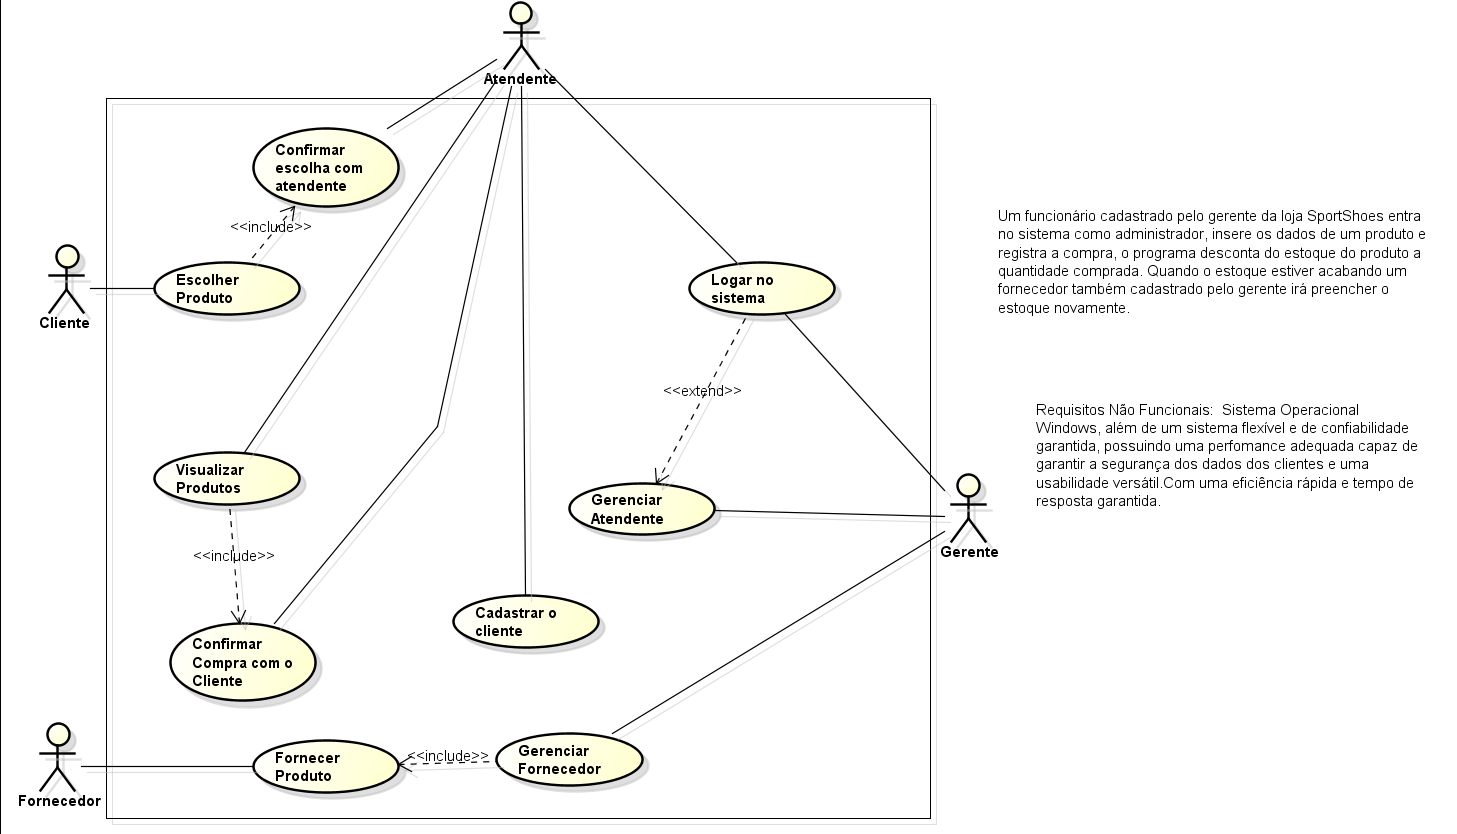 Atendente
Confirmar
escolha com
atendente
<<include>>
Escolher
Produto
Cliente
Logar no
sistema
<<extend>>
Visualizar
Produtos
<<include>>
Gerenciar
Atendente
Gerente
Cadastrar o
cliente
Confirmar
Compra com o
Cliente
Fornecedor
Fornecer
Produto
<<include>>
Gerenciar
Fornecedor
Um funcionário cadastrado pelo gerente da loja SportShoes entra
no sistema como administrador, insere os dados de um produto e
registra a compra, o programa desconta do estoque do produto a
quantidade comprada. Quando o estoque estiver acabando um
fornecedor também cadastrado pelo gerente irá preencher o
estoque novamente.
Requisitos Não Funcionais:  Sistema Operacional
Windows, além de um sistema flexível e de confiabilidade
garantida, possuindo uma perfomance adequada capaz de
garantir a segurança dos dados dos clientes e uma
usabilidade versátil.Com uma eficiência rápida e tempo de
resposta garantida.